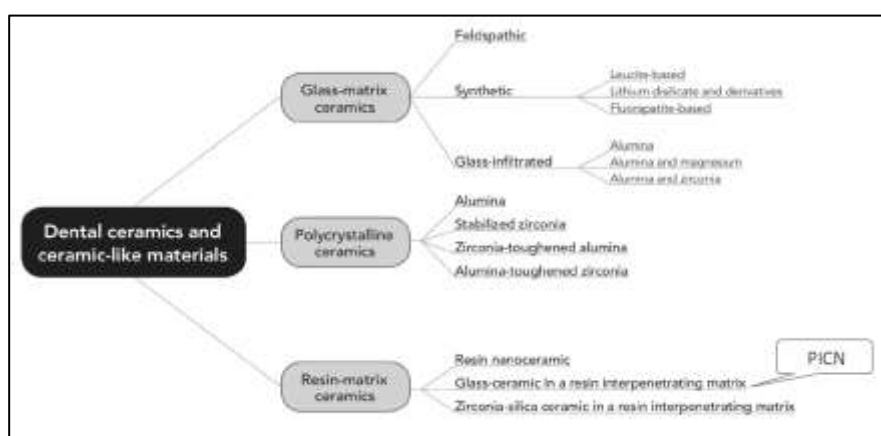 Dental ceramics and
ceramic-like materials
Glass-matrix
ceramics
Feldspathic
Synthetic
Leucite-based
Lithium disilicate and derivatives
Fluorapatite-based
Glass-infiltrated
Alumina
Alumina and magnesium
Alumina and zirconia
Polycrystalline
ceramics
Alumina
Stabilized zirconia
Zirconia-toughened alumina
Alumina-toughened zirconia
Resin-matrix
ceramics
Resin nanoceramic
Glass-ceramic in a resin interpenetrating matrix
PICN
Zirconia-silica ceramic in a resin interpenetrating matrix